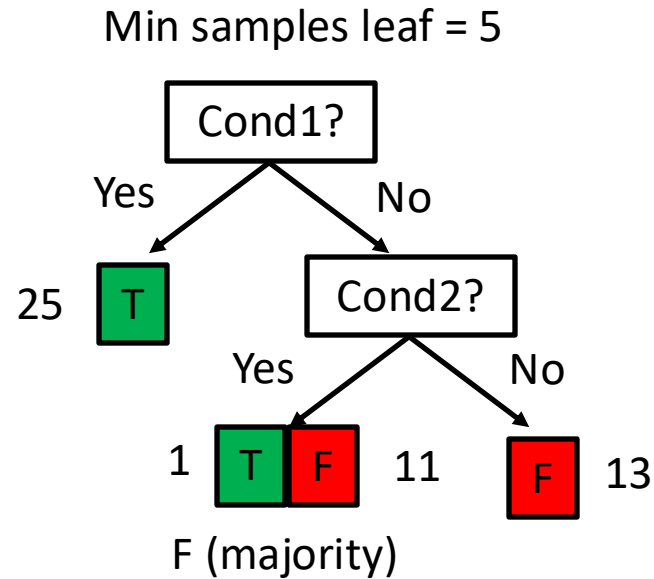 Min samples leaf = 5
Cond1?
Yes
No
25
T
Cond2?
Yes
No
1
T
F
11
F
13
F (majority)